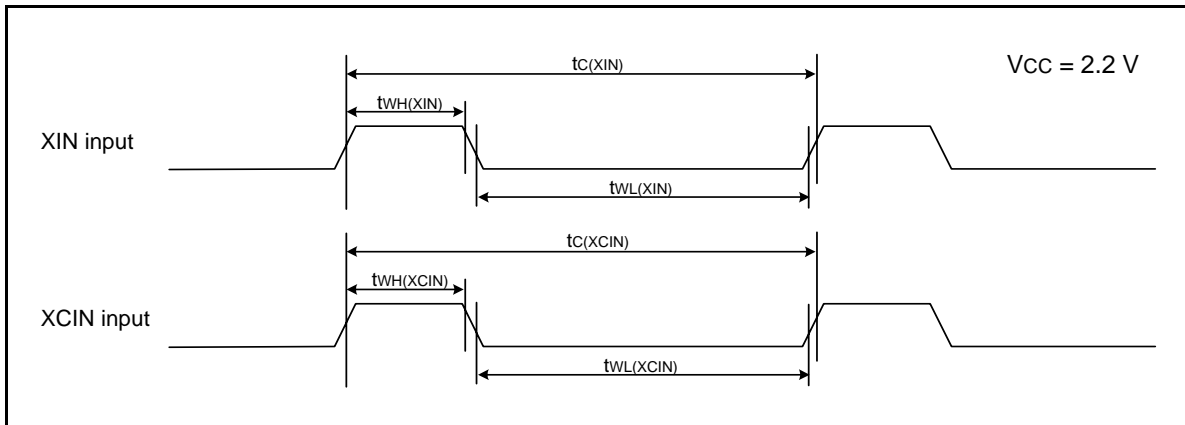 tC(XIN)
VCC = 2.2 V
tWH(XIN)
XIN input
tWL(XIN)
tC(XCIN)
tWH(XCIN)
XCIN input
tWL(XCIN)